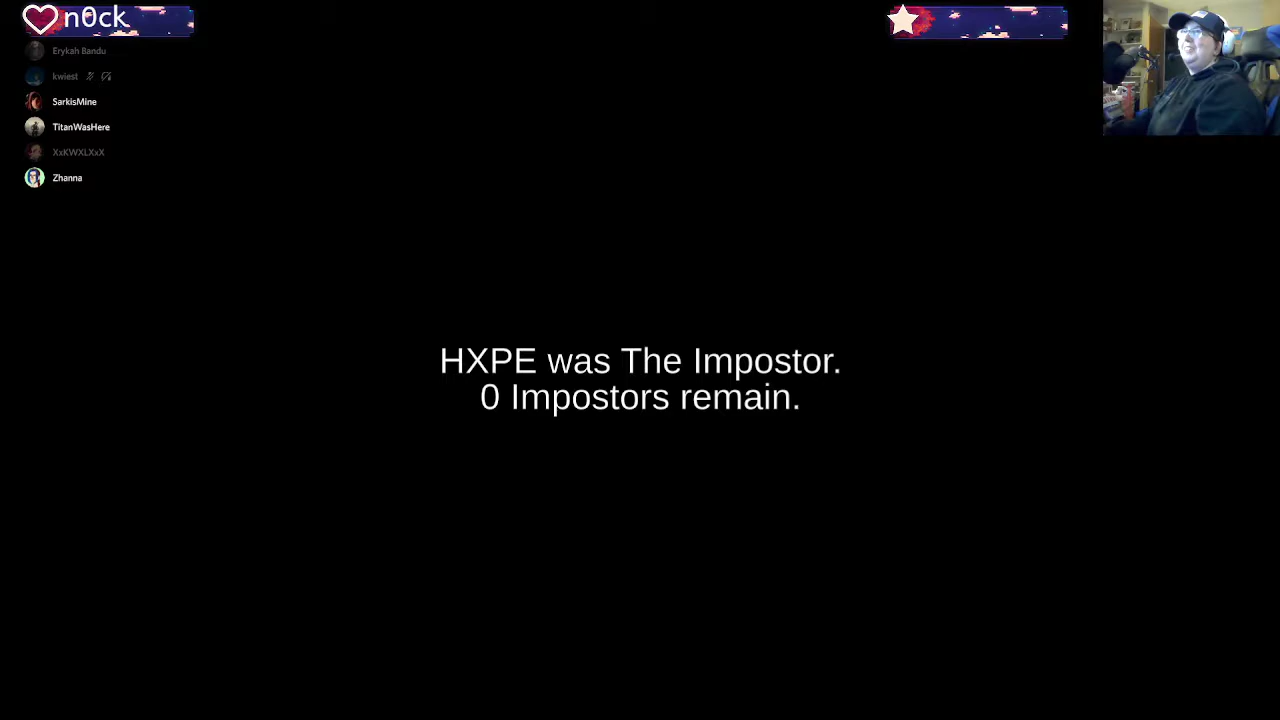 n0ck
Erykah Bandu
kwiest
SarkisMine
TitanWasHere
XxKWXLXxX
Zhanna
HXPE was The Impostor.
0 Impostors remain.